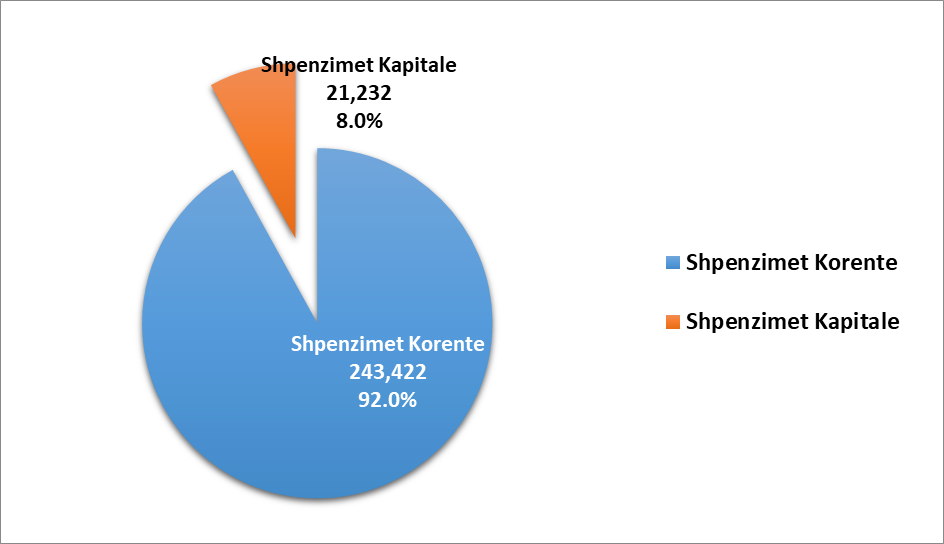 Shpenzimet Kapitale
21,232
8.0%
Shpenzimet Korente
243,422
92.0%
Shpenzimet Korente
Shpenzimet Kapitale